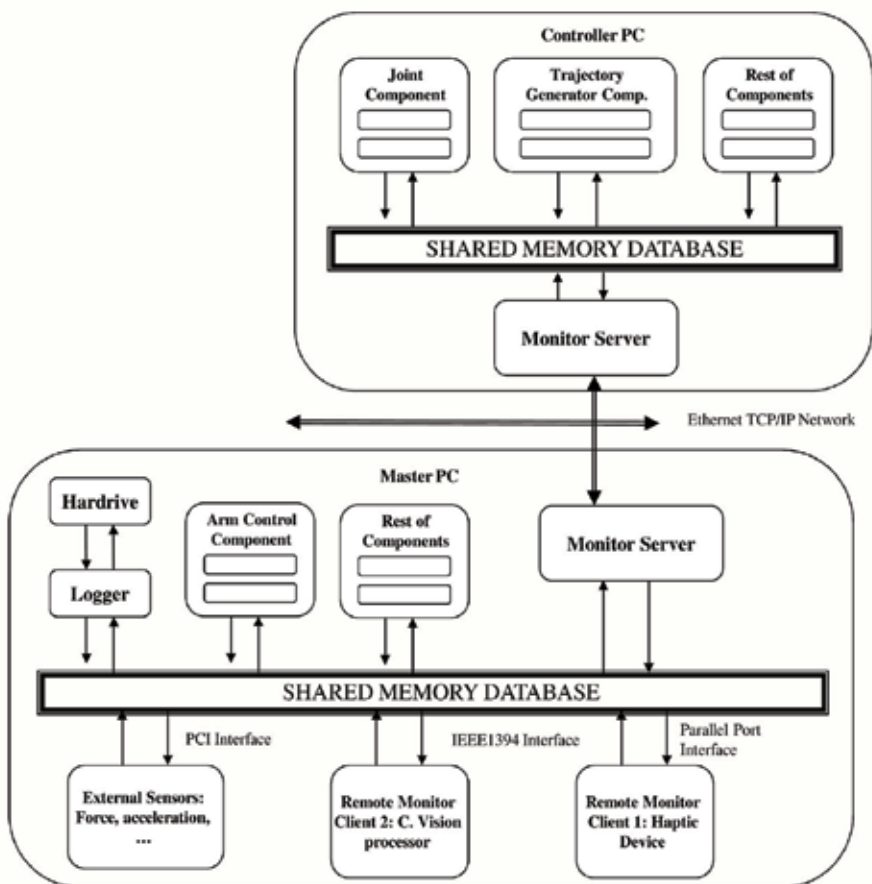 Controller PC
Joint
Component
Trajectory
Generator Comp.
Rest of
Components
SHARED MEMORY DATABASE
Monitor Server
Ethernet TCP/IP Network
Master PC
Hardrive
Logger
Arm Control
Component
Rest of
Components
Monitor Server
SHARED MEMORY DATABASE
PCI Interface
IEEE1394 Interface
Parallel Port
Interface
External Sensors:
Force, acceleration,
...
Remote Monitor
Client 2: C. Vision
processor
Remote Monitor
Client 1: Haptic
Device